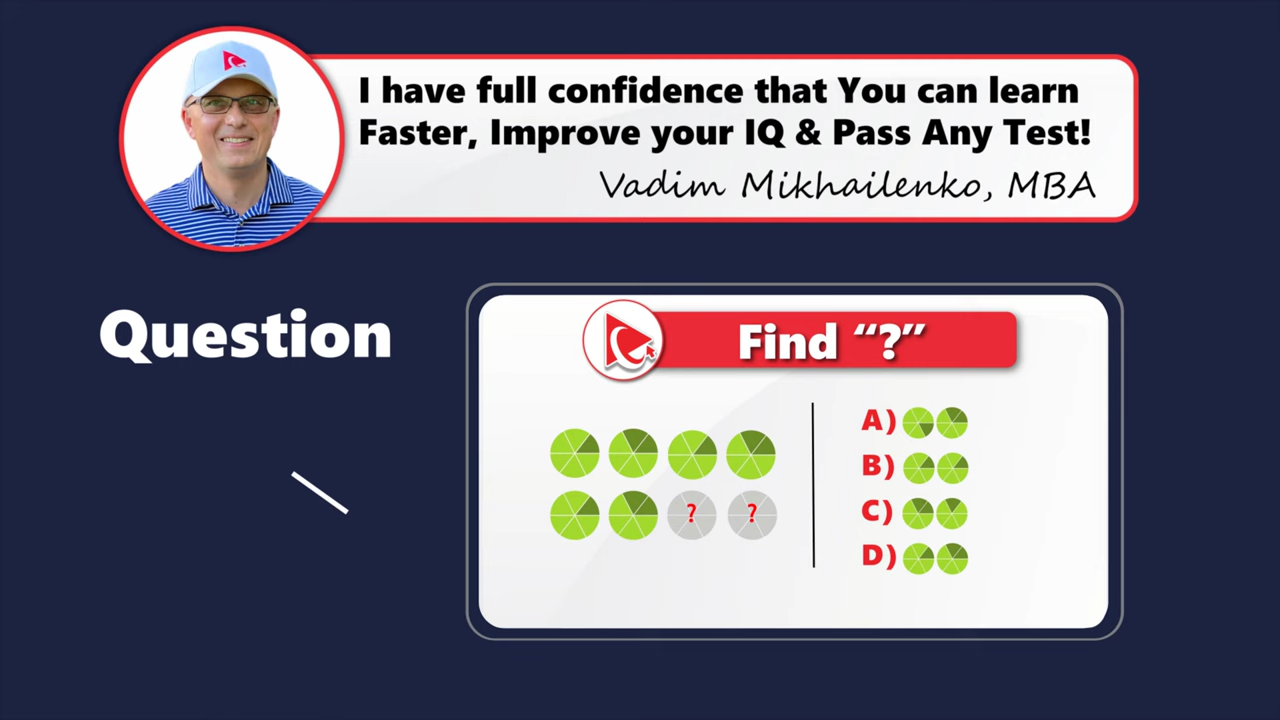 I have full confidence that You can learn
Faster, Improve your IQ & Pass Any Test!
Vadim Mikhailenko, MBA
Question
Find “?”
A)
B)
? ?
C)
D)